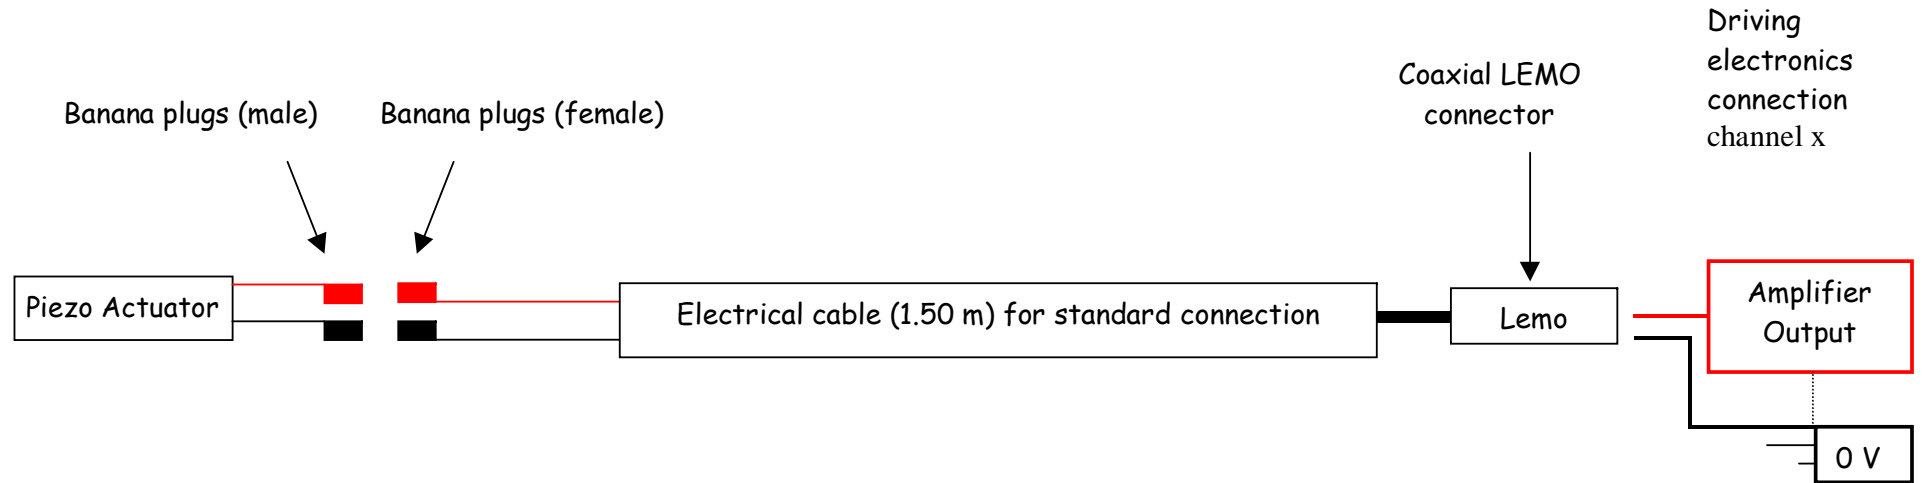 Driving
electronics
connection
channel x
Coaxial LEMO
connector
Banana plugs (male)
Banana plugs (female)
Piezo Actuator
Electrical cable (1.50 m) for standard connection
Lemo
Amplifier
Output
0 V